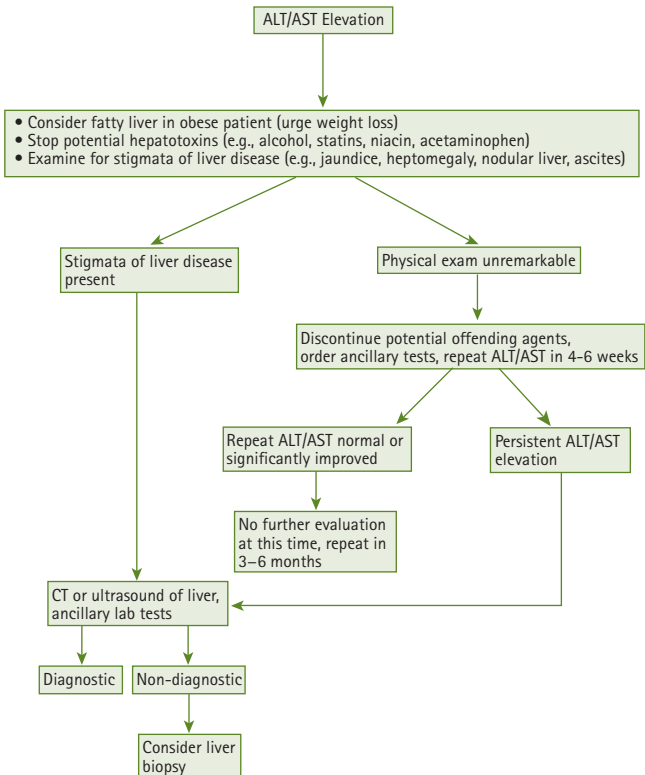 ALT/AST Elevation
• Consider fatty liver in obese patient (urge weight loss)
• Stop potential hepatotoxins (e.g., alcohol, statins, niacin, acetaminophen)
• Examine for stigmata of liver disease (e.g., jaundice, heptomegaly, nodular liver, ascites)
Stigmata of liver disease
present
Physical exam unremarkable
Discontinue potential offending agents,
order ancillary tests, repeat ALT/AST in 4-6 weeks
Repeat ALT/AST normal or
significantly improved
Persistent ALT/AST
elevation
No further evaluation
at this time, repeat in
3–6 months
CT or ultrasound of liver,
ancillary lab tests
Diagnostic
Non-diagnostic
Consider liver
biopsy